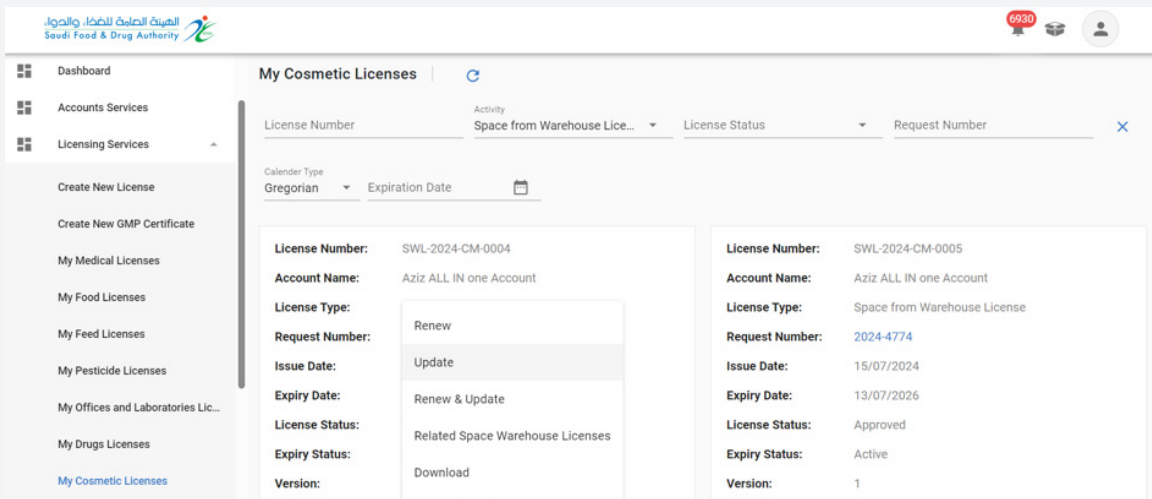 الهيئة العامة للغذاء والدواء
Saudi Food & Drug Authority
6930
Dashboard
Accounts Services
Licensing Services
Create New License
Create New GMP Certificate
My Medical Licenses
My Food Licenses
My Feed Licenses
My Pesticide Licenses
My Offices and Laboratories Lic...
My Drugs Licenses
My Cosmetic Licenses
My Cosmetic Licenses
License Number
Activity
Space from Warehouse Lice...
License Status
Request Number
Calender Type
Gregorian
Expiration Date
License Number: SWL-2024-CM-0004
Account Name: Aziz ALL IN one Account
License Type:
Request Number:
Issue Date:
Expiry Date:
License Status:
Expiry Status:
Version:
Renew
Update
Renew & Update
Related Space Warehouse Licenses
Download
License Number: SWL-2024-CM-0005
Account Name: Aziz ALL IN one Account
License Type: Space from Warehouse License
Request Number: 2024-4774
Issue Date: 15/07/2024
Expiry Date: 13/07/2026
License Status: Approved
Expiry Status: Active
Version: 1